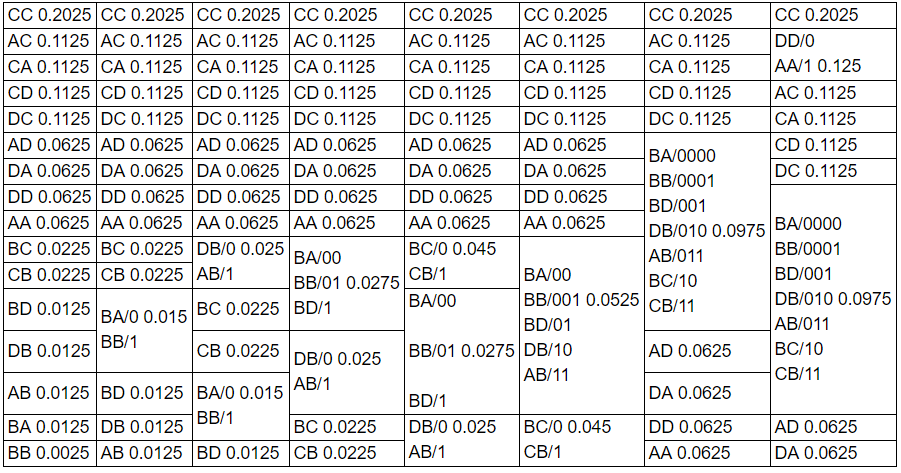 CC 0.2025
AC 0.1125
CA 0.1125
CD 0.1125
DC 0.1125
AD 0.0625
DA 0.0625
DD 0.0625
AA 0.0625
BC 0.0225
CB 0.0225
BD 0.0125
DB 0.0125
AB 0.0125
BA 0.0125
BB 0.0025
CC 0.2025
AC 0.1125
CA 0.1125
CD 0.1125
DC 0.1125
AD 0.0625
DA 0.0625
DD 0.0625
AA 0.0625
BC 0.0225
CB 0.0225
BA/0 0.015
BB/1
BD 0.0125
DB 0.0125
AB 0.0125
CC 0.2025
AC 0.1125
CA 0.1125
CD 0.1125
DC 0.1125
AD 0.0625
DA 0.0625
DD 0.0625
AA 0.0625
DB/0 0.025
AB/1
BC 0.0225
CB 0.0225
BA/0 0.015
BB/1
BD 0.0125
CC 0.2025
AC 0.1125
CA 0.1125
CD 0.1125
DC 0.1125
AD 0.0625
DA 0.0625
DD 0.0625
AA 0.0625
BA/00
BB/01 0.0275
BD/1
DB/0 0.025
AB/1
BC 0.0225
CB 0.0225
CC 0.2025
AC 0.1125
CA 0.1125
CD 0.1125
DC 0.1125
AD 0.0625
DA 0.0625
DD 0.0625
AA 0.0625
BC/0 0.045
CB/1
BA/00
BB/01 0.0275
BD/1
DB/0 0.025
AB/1
CC 0.2025
AC 0.1125
CA 0.1125
CD 0.1125
DC 0.1125
AD 0.0625
DA 0.0625
DD 0.0625
AA 0.0625
BA/00
BB/001 0.0525
BD/01
DB/10
AB/11
BC/0 0.045
CB/1
CC 0.2025
AC 0.1125
CA 0.1125
CD 0.1125
DC 0.1125
BA/0000
BB/0001
BD/001
DB/010 0.0975
AB/011
BC/10
CB/11
AD 0.0625
DA 0.0625
DD 0.0625
AA 0.0625
CC 0.2025
DD/0
AA/1 0.125
AC 0.1125
CA 0.1125
CD 0.1125
DC 0.1125
BA/0000
BB/0001
BD/001
DB/010 0.0975
AB/011
BC/10
CB/11
AD 0.0625
DA 0.0625